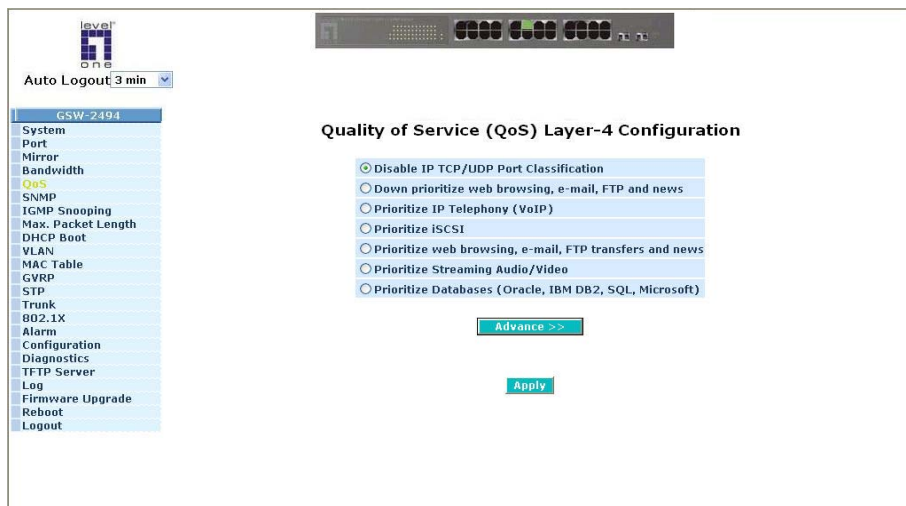 level
one
Auto Logout 3 min
GSW-2494
System
Port
Mirror
Bandwidth
QoS
SNMP
IGMP Snooping
Max. Packet Length
DHCP Boot
VLAN
MAC Table
GVRP
STP
Trunk
802.1X
Alarm
Configuration
Diagnostics
TFTP Server
Log
Firmware Upgrade
Reboot
Logout
Quality of Service (QoS) Layer-4 Configuration
Disable IP TCP/UDP Port Classification
Down prioritize web browsing, e-mail, FTP and news
Prioritize IP Telephony (VoIP)
Prioritize iSCSI
Prioritize web browsing, e-mail, FTP transfers and news
Prioritize Streaming Audio/Video
Prioritize Databases (Oracle, IBM DB2, SQL, Microsoft)
Advance >>
Apply